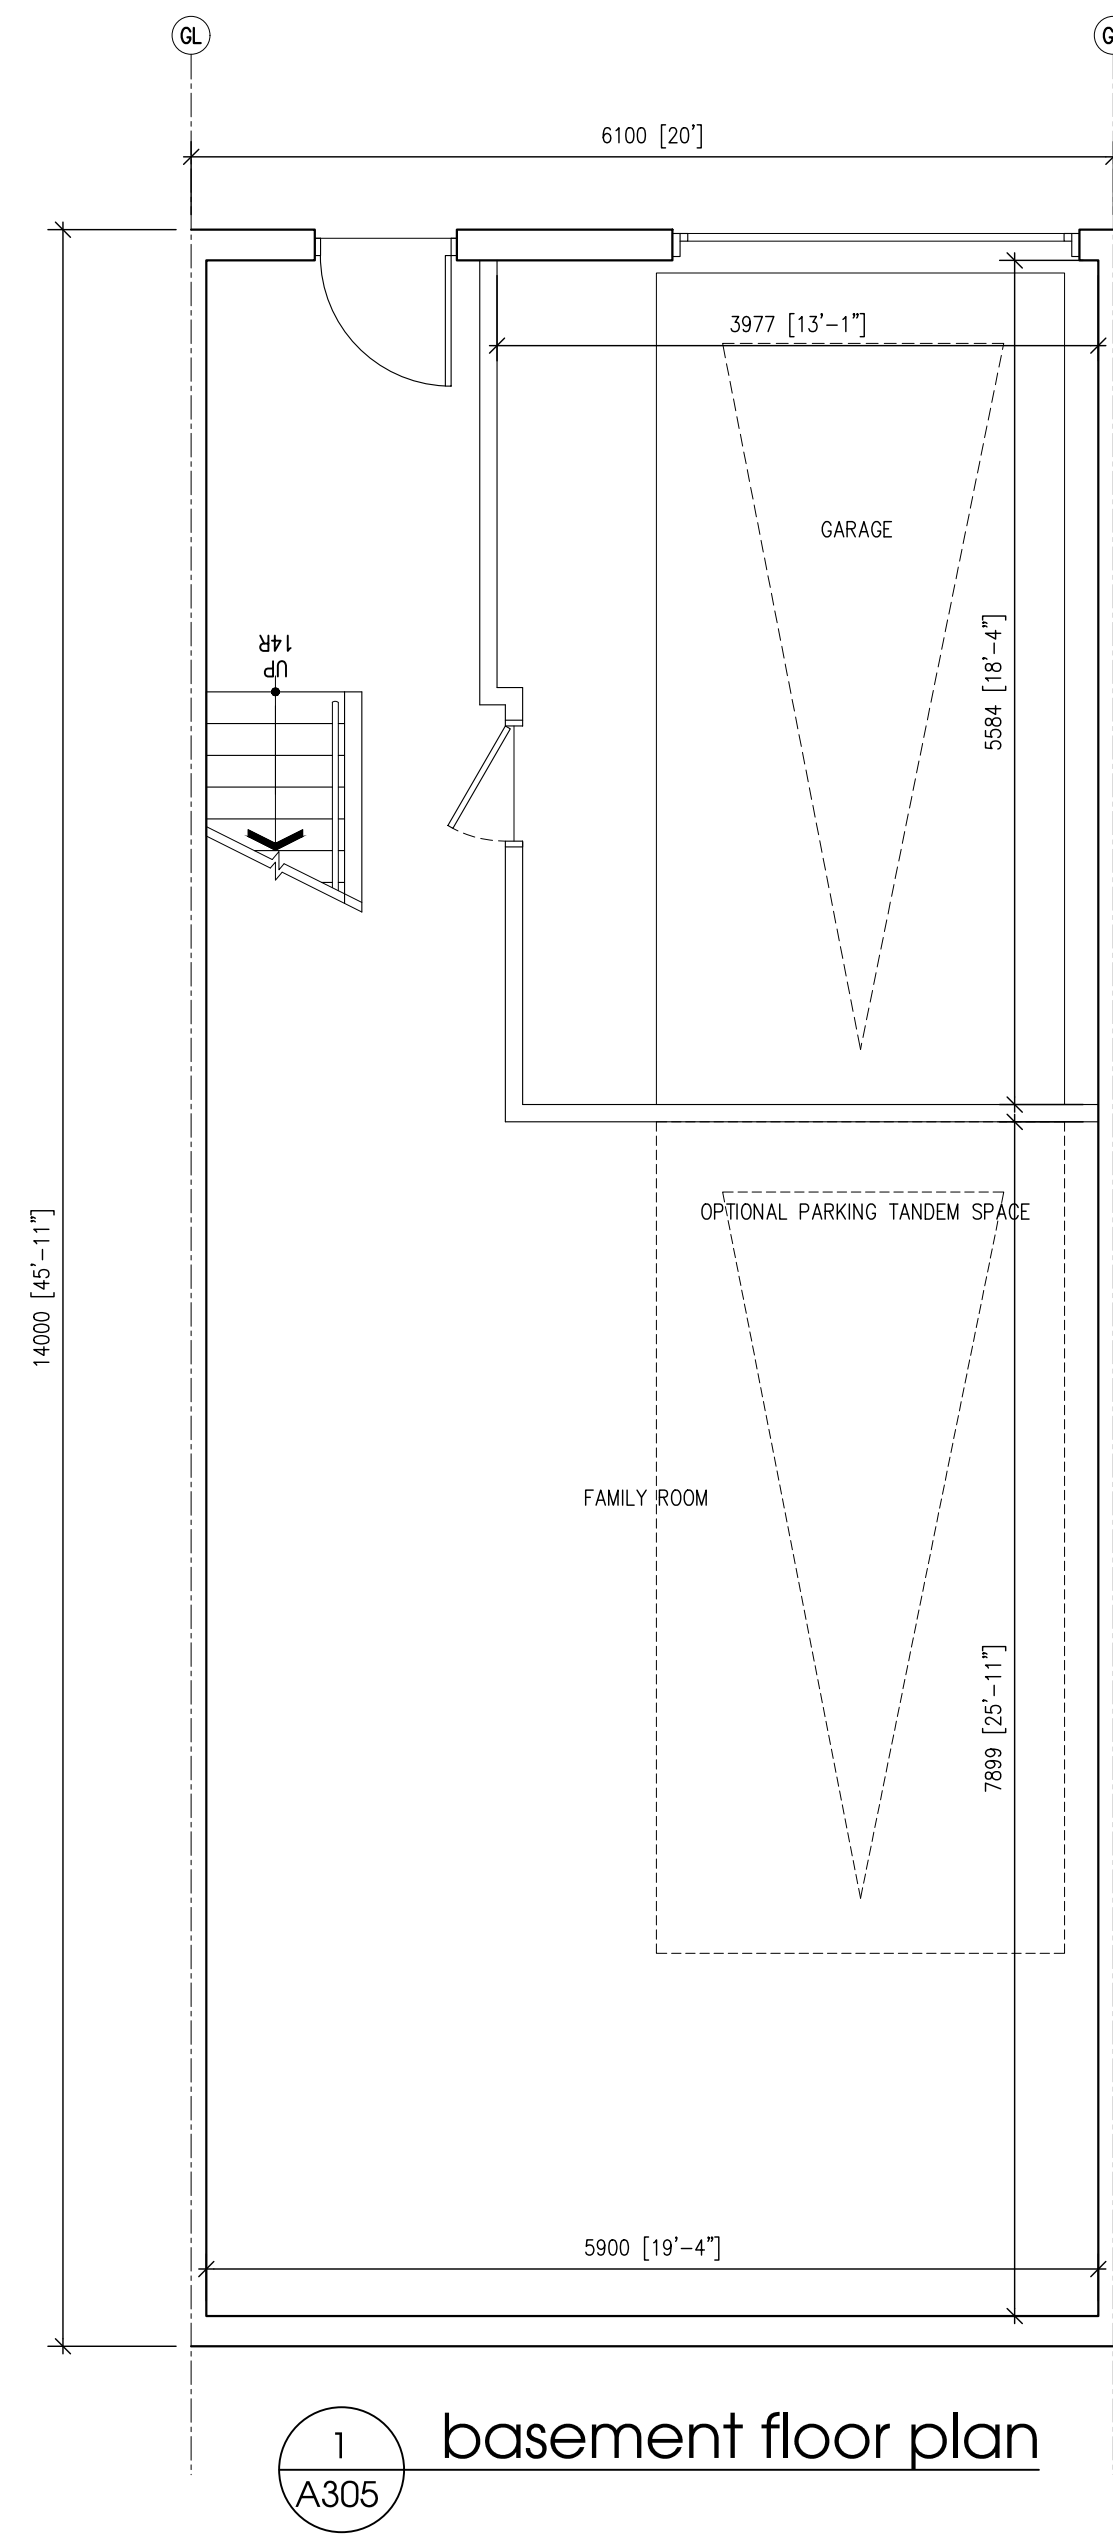 GL
G
6100 [20']
3977 [13'-1"]
GARAGE
5584 [18'-4"]
UP
14R
OPTIONAL PARKING TANDEM SPACE
14000 [45'-11"]
FAMILY ROOM
7899 [25'-11"]
5900 [19'-4"]
1
A305
basement floor plan